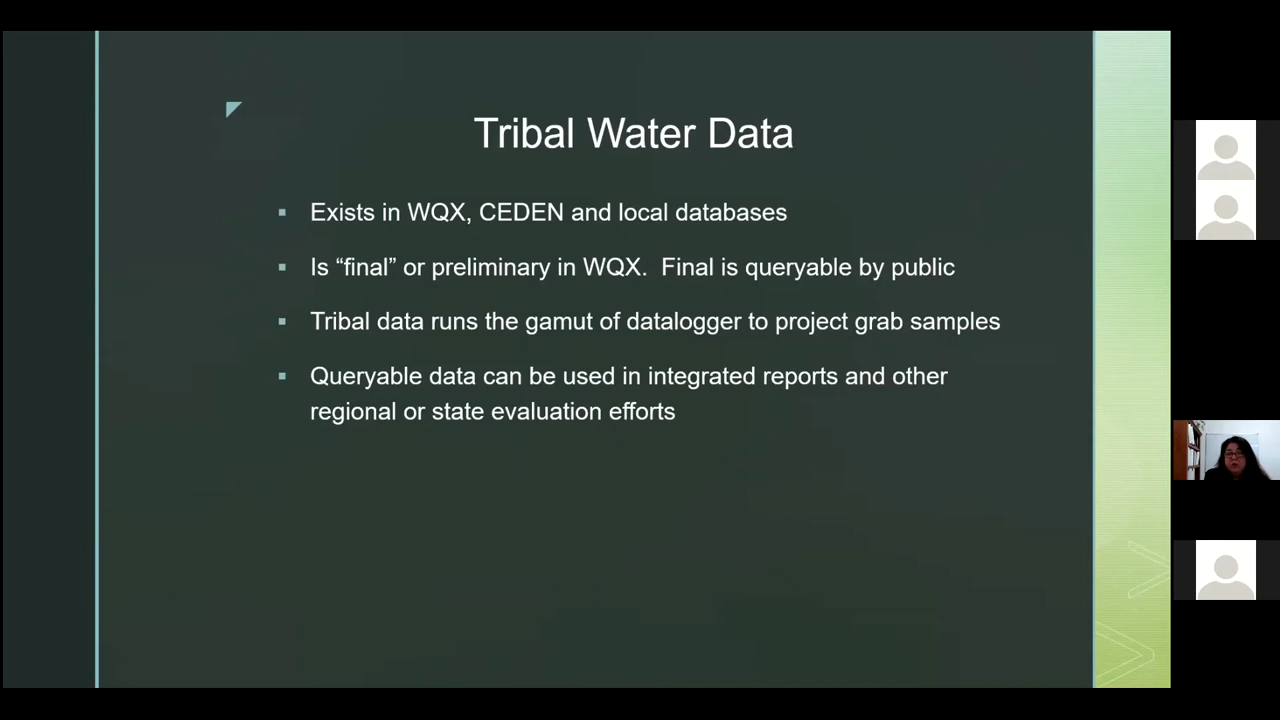 Tribal Water Data
▪ Exists in WQX, CEDEN and local databases
▪ Is “final” or preliminary in WQX.  Final is queryable by public
▪ Tribal data runs the gamut of datalogger to project grab samples
▪ Queryable data can be used in integrated reports and other
regional or state evaluation efforts